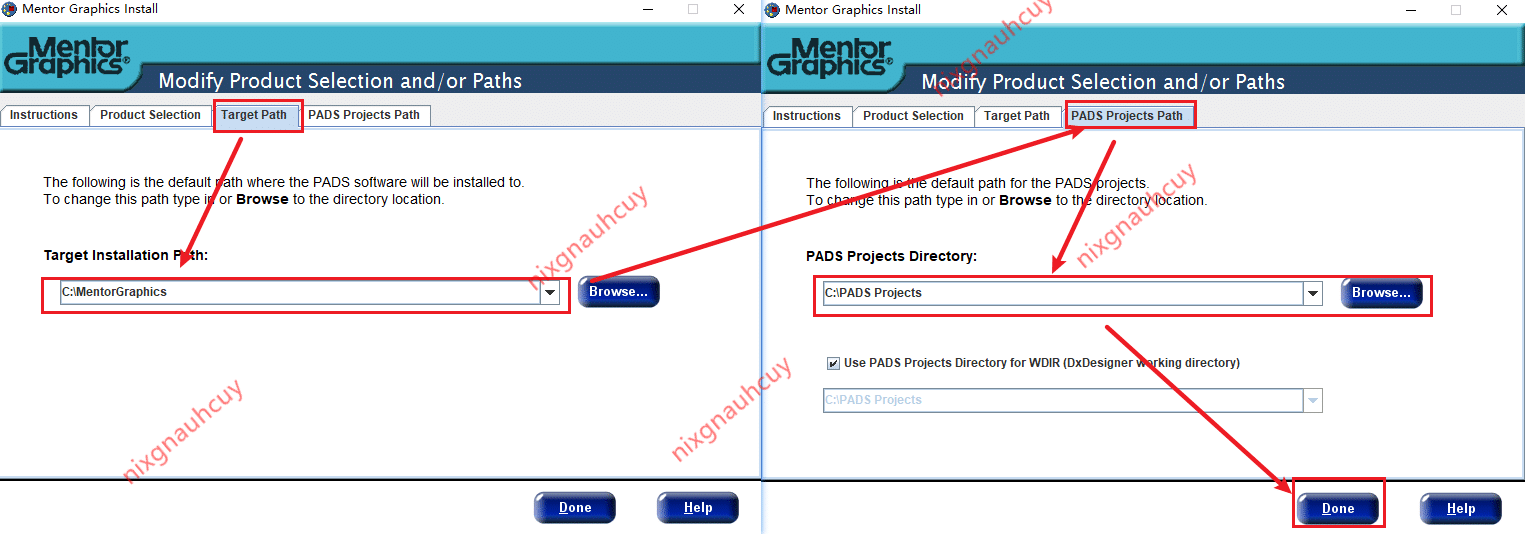 Mentor Graphics Install
Mentor
Graphics®
Modify Product Selection and/or Paths
Instructions
Product Selection
Target Path
PADS Projects Path
The following is the default path where the PADS software will be installed to.
To change this path type in or Browse to the directory location.
Target Installation Path:
C:\MentorGraphics
Browse...
Done
Help
nixgnauhcuy
nixgnauhcuy
Mentor Graphics Install
Mentor
Graphics®
Modify Product Selection and/or Paths
Instructions
Product Selection
Target Path
PADS Projects Path
The following is the default path for the PADS projects.
To change this path type in or Browse to the directory location.
PADS Projects Directory:
C:\PADS Projects
Browse...
Use PADS Projects Directory for WDIR (DxDesigner working directory)
C:\PADS Projects
Done
Help
nixgnauhcuy
nixgnauhcuy
nixgnauhcuy